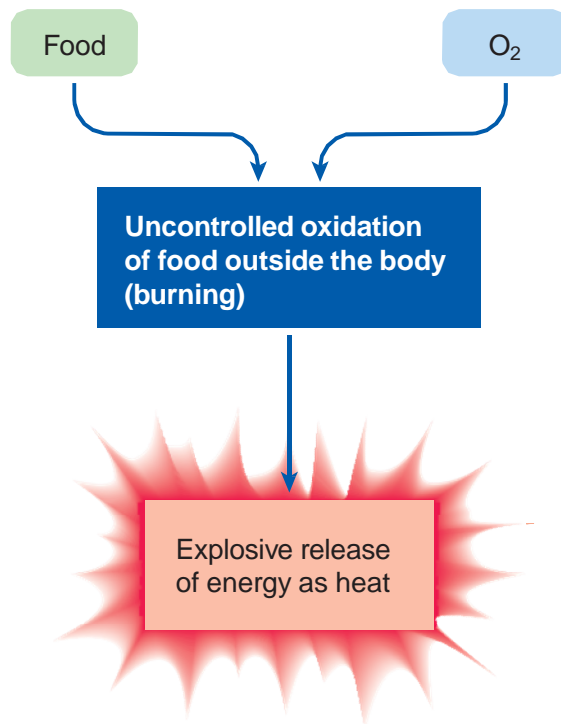 Food
O₂
Uncontrolled oxidation
of food outside the body
(burning)
Explosive release
of energy as heat